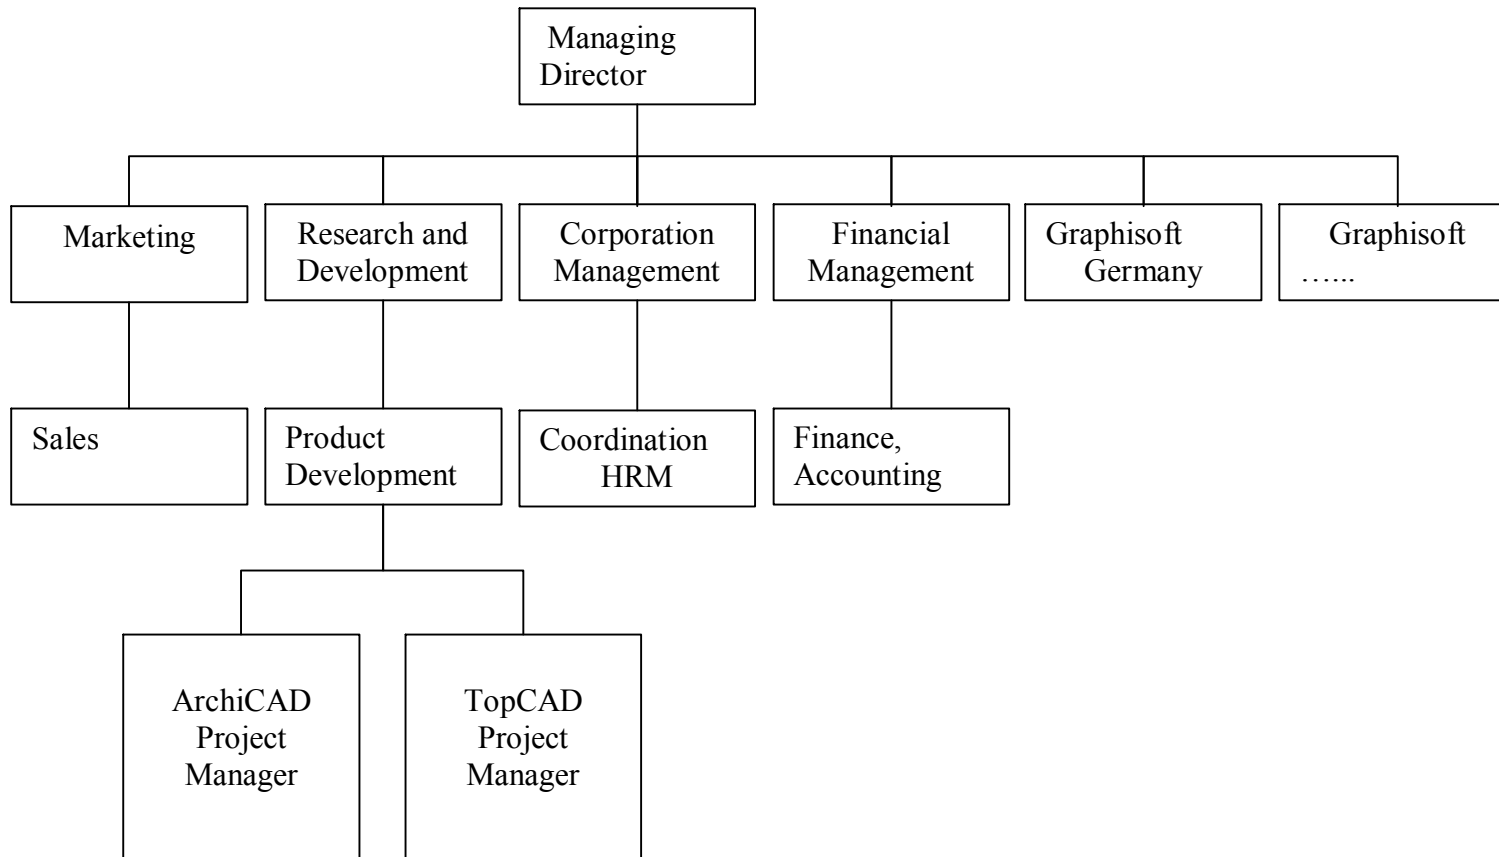 Managing
Director
Marketing
Research and
Development
Corporation
Management
Financial
Management
Graphisoft
Germany
Graphisoft
…...
Sales
Product
Development
Coordination
HRM
Finance,
Accounting
ArchiCAD
Project
Manager
TopCAD
Project
Manager